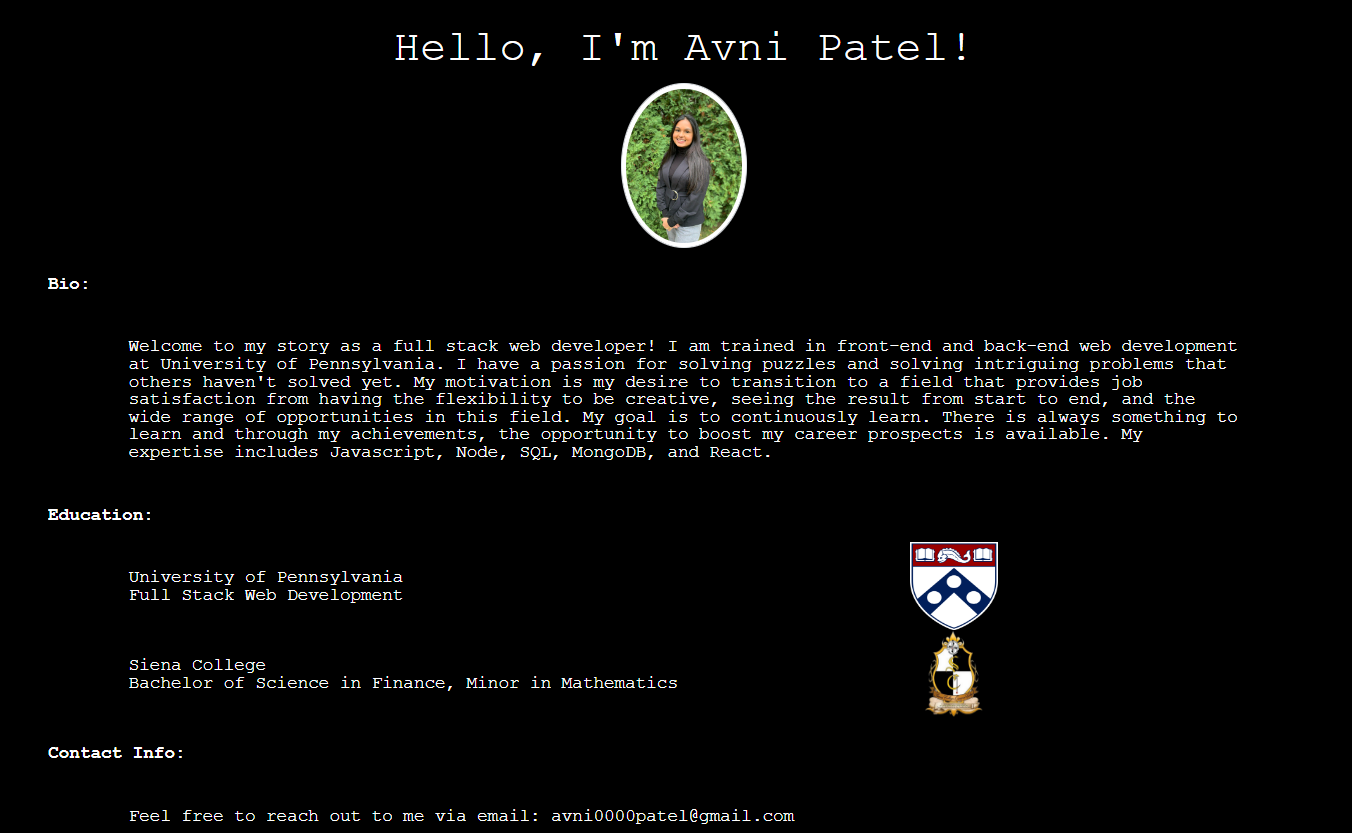 Hello, I'm Avni Patel!
Bio:
Welcome to my story as a full stack web developer! I am trained in front-end and back-end web development
at University of Pennsylvania. I have a passion for solving puzzles and solving intriguing problems that
others haven't solved yet. My motivation is my desire to transition to a field that provides job
satisfaction from having the flexibility to be creative, seeing the result from start to end, and the
wide range of opportunities in this field. My goal is to continuously learn. There is always something to
learn and through my achievements, the opportunity to boost my career prospects is available. My
expertise includes Javascript, Node, SQL, MongoDB, and React.
Education:
University of Pennsylvania
Full Stack Web Development
Siena College
Bachelor of Science in Finance, Minor in Mathematics
Contact Info:
Feel free to reach out to me via email: avni0000patel@gmail.com